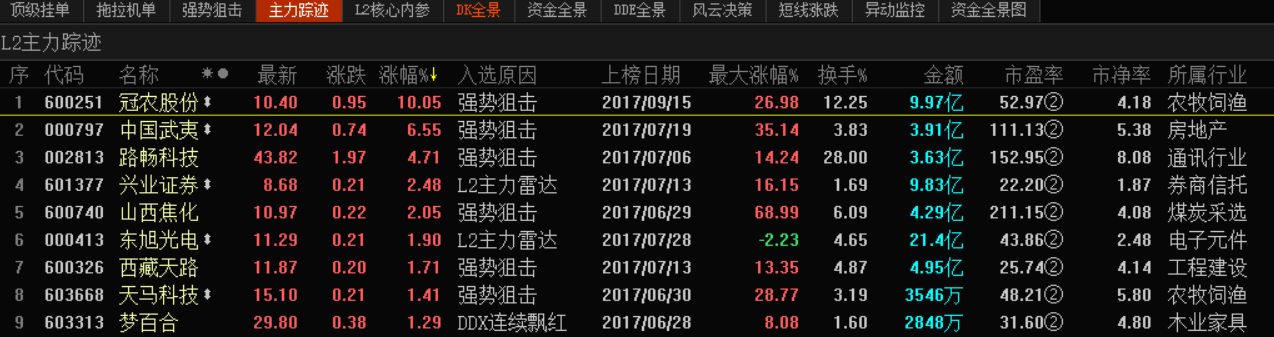 顶级挂单 拖拉机单 强势狙击 主力踪迹 L2核心内参 DK全景 资金全景 DDE全景 风云决策 短线涨跌 异动监控 资金全景图
L2主力踪迹
序 代码 名称 *● 最新 涨跌 涨幅%↓ 入选原因 上榜日期 最大涨幅% 换手% 金额 市盈率 市净率 所属行业
1 600251 冠农股份 10.40 0.95 10.05 强势狙击 2017/09/15 26.98 12.25 9.97亿 52.97② 4.18 农牧饲渔
2 000797 中国武夷 12.04 0.74 6.55 强势狙击 2017/07/19 35.14 3.83 3.91亿 111.13② 5.38 房地产
3 002813 路畅科技 43.82 1.97 4.71 强势狙击 2017/07/06 14.24 28.00 3.63亿 152.95② 8.08 通讯行业
4 601377 兴业证券 8.68 0.21 2.48 L2主力雷达 2017/07/13 16.15 1.69 9.83亿 22.20② 1.87 券商信托
5 600740 山西焦化 10.97 0.22 2.05 强势狙击 2017/06/29 68.99 6.09 4.29亿 211.15② 4.08 煤炭采选
6 000413 东旭光电 11.29 0.21 1.90 L2主力雷达 2017/07/28 -2.23 4.65 21.4亿 43.86② 2.48 电子元件
7 600326 西藏天路 11.87 0.20 1.71 强势狙击 2017/07/13 13.35 4.87 4.95亿 25.74② 4.14 工程建设
8 603668 天马科技 15.10 0.21 1.41 强势狙击 2017/06/30 28.77 3.19 3546万 48.21② 5.80 农牧饲渔
9 603313 梦百合 29.80 0.38 1.29 DDX连续飘红 2017/06/28 8.08 1.60 2848万 31.60② 4.80 木业家具